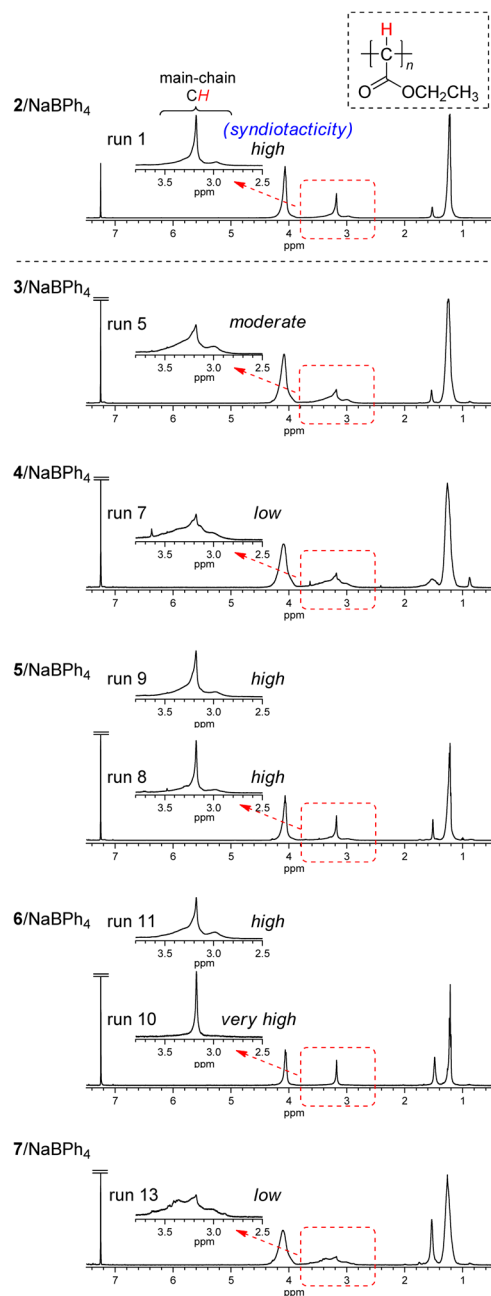 H
C
n
O
OCH2CH3
main-chain
CH
2/NaBPh4
(syndiotacticity)
run 1
high
3.5 3.0 2.5
ppm
7 6 5 4 3 2 1
ppm
3/NaBPh4
run 5
moderate
3.5 3.0 2.5
ppm
7 6 5 4 3 2 1
ppm
4/NaBPh4
run 7
low
3.5 3.0 2.5
ppm
7 6 5 4 3 2 1
ppm
5/NaBPh4
run 9
high
3.5 3.0 2.5
ppm
run 8
high
3.5 3.0 2.5
ppm
7 6 5 4 3 2 1
ppm
6/NaBPh4
run 11
high
3.5 3.0 2.5
ppm
run 10
very high
3.5 3.0 2.5
ppm
7 6 5 4 3 2 1
ppm
7/NaBPh4
run 13
low
3.5 3.0 2.5
ppm
7 6 5 4 3 2 1
ppm